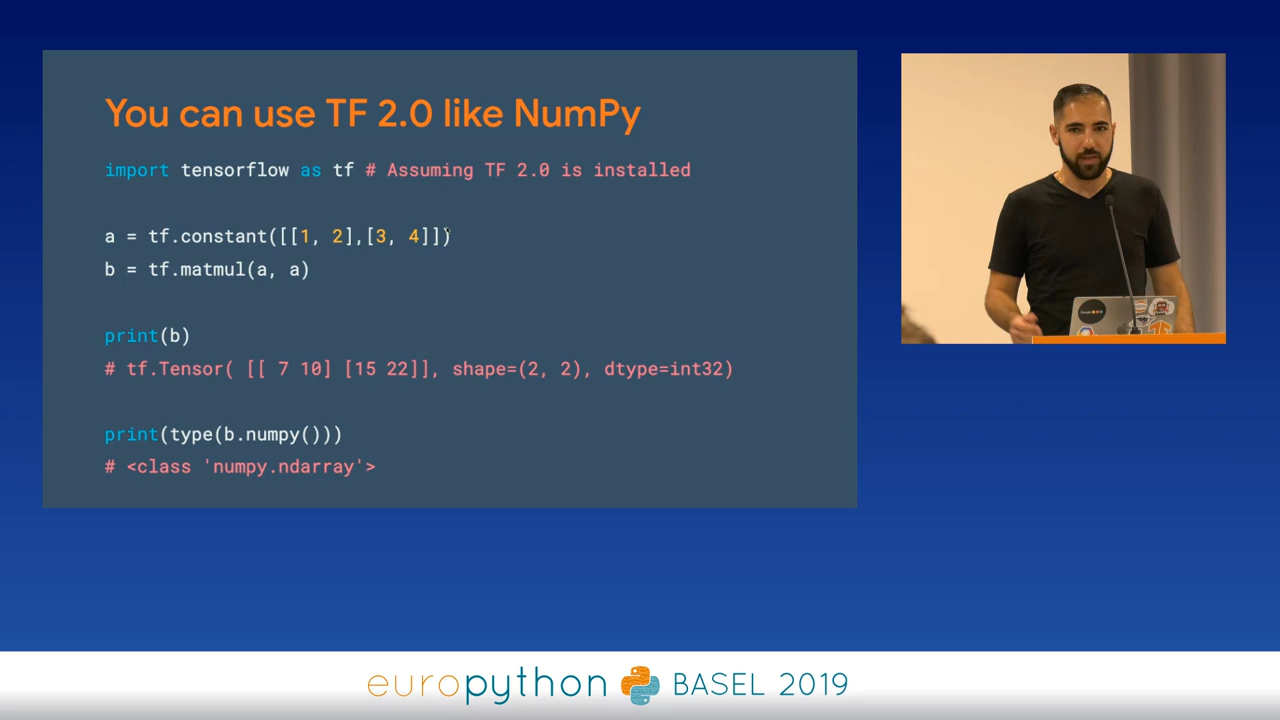 You can use TF 2.0 like NumPy
import tensorflow as tf # Assuming TF 2.0 is installed
a = tf.constant([[1, 2],[3, 4]])
b = tf.matmul(a, a)
print(b)
# tf.Tensor( [[ 7 10] [15 22]], shape=(2, 2), dtype=int32)
print(type(b.numpy()))
# <class 'numpy.ndarray'>
europython BASEL 2019